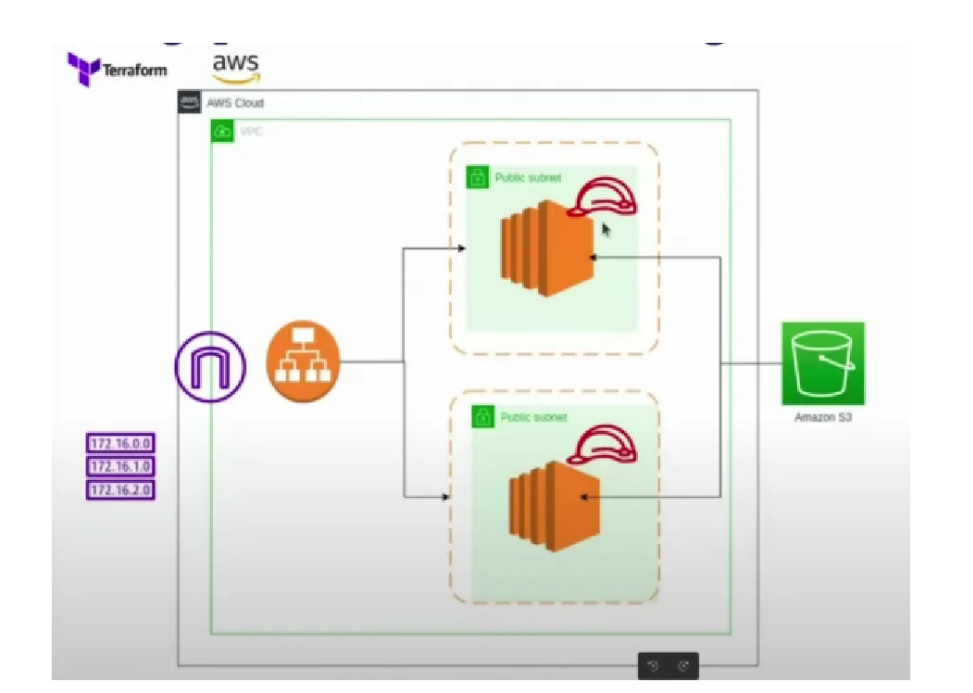 Terraform
aws
aws
AWS Cloud
VPC
Public subnet
Public subnet
Amazon S3
172.16.0.0
172.16.1.0
172.16.2.0